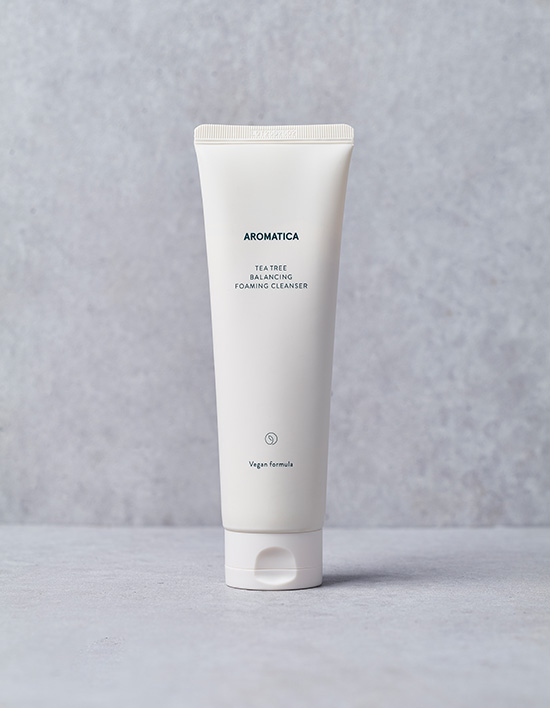 AROMATICA
TEA TREE
BALANCING
FOAMING CLEANSER
Vegan formula